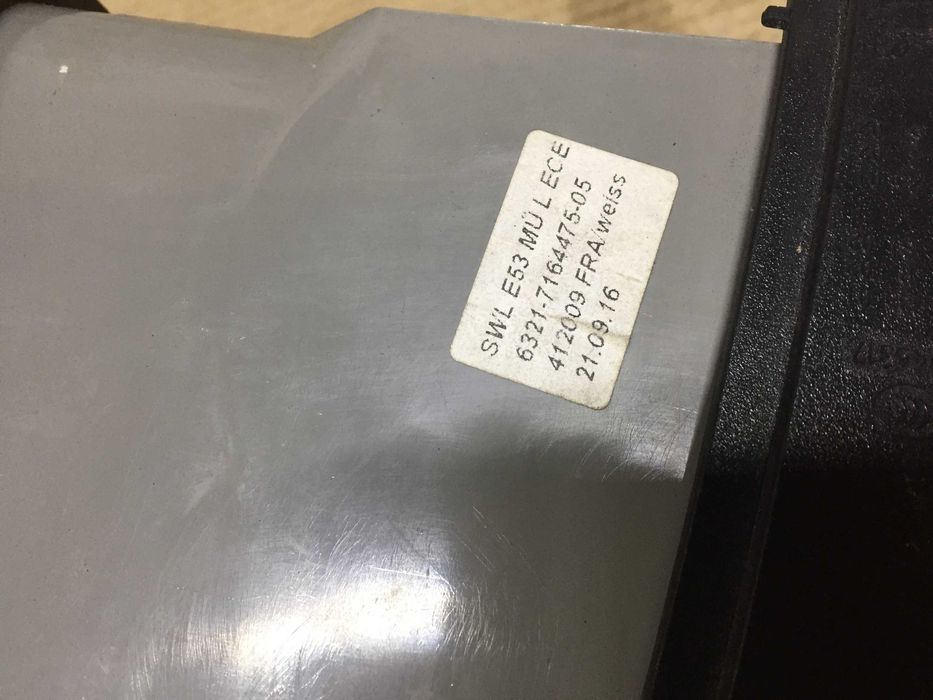 SWL E53 MÜ L ECE
6321-7164475-05
412009 FRA/weiss
21.09.16